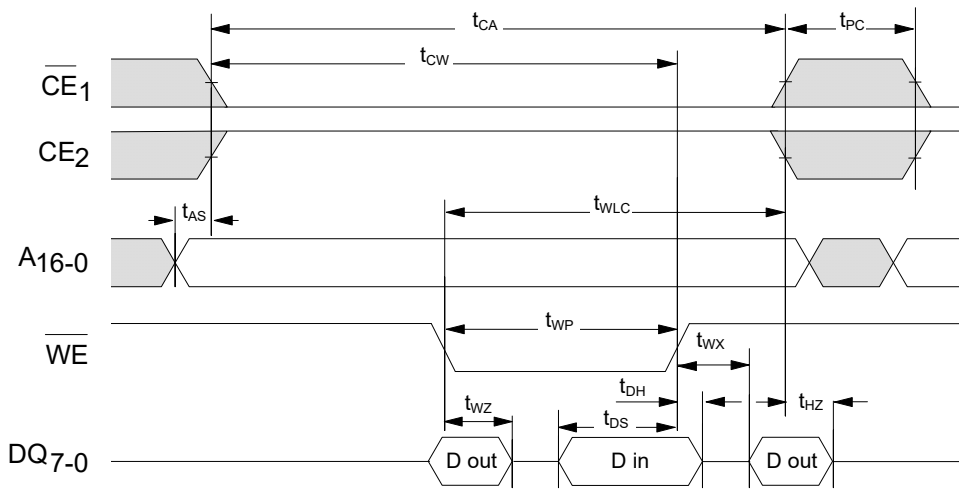 tCA
tPC
tCW
CE1
CE2
tAS
tWLC
A16-0
tWP
WE
tWX
tDH
tWZ
tHZ
tDS
DQ7-0
D out
D in
D out